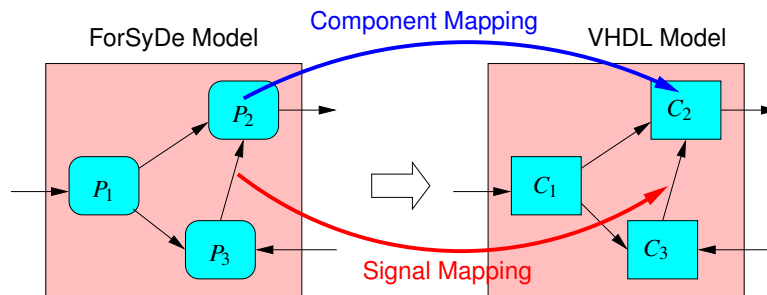 Component Mapping
ForSyDe Model
VHDL Model
P2
C2
P1
C1
P3
C3
Signal Mapping